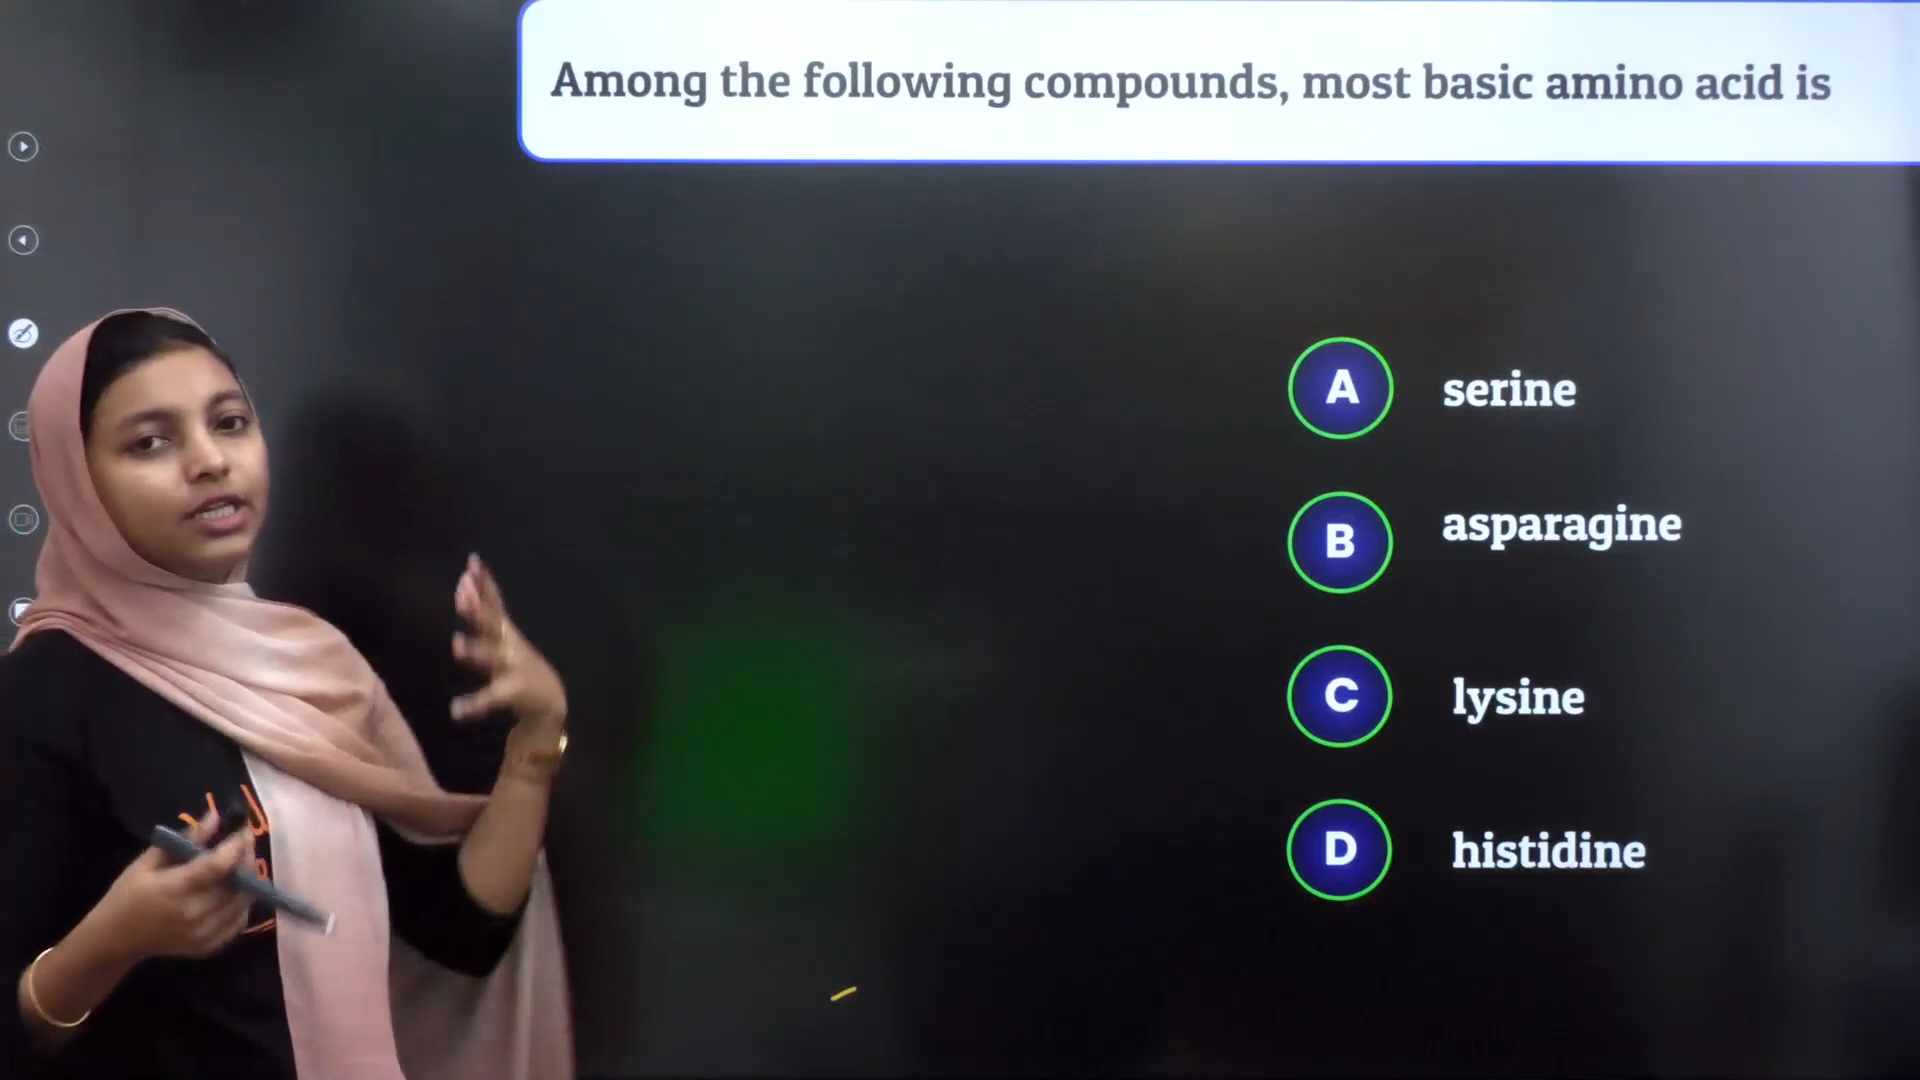 Among the following compounds, most basic amino acid is
A serine
B asparagine
C lysine
D histidine